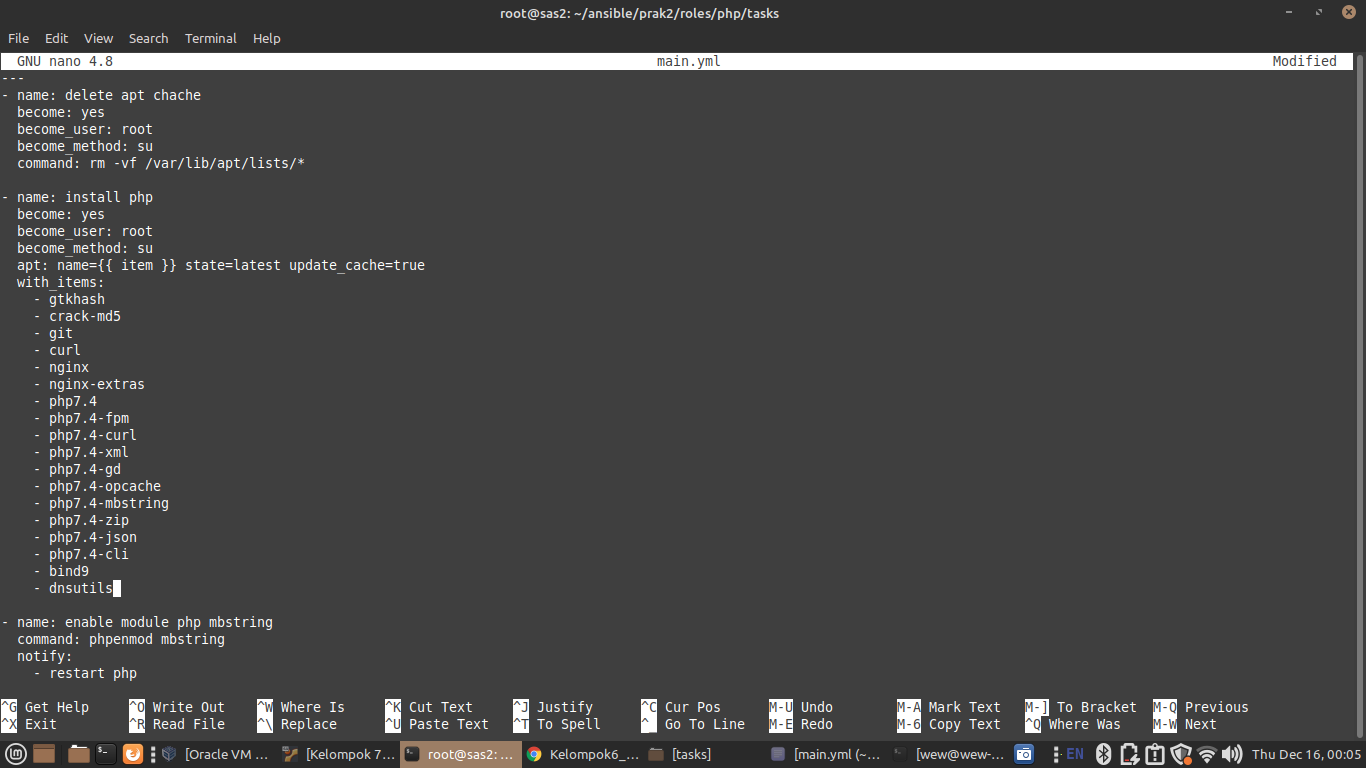 root@sas2: ~/ansible/prak2/roles/php/tasks
File Edit View Search Terminal Help
GNU nano 4.8 main.yml Modified
---
- name: delete apt chache
  become: yes
  become_user: root
  become_method: su
  command: rm -vf /var/lib/apt/lists/*

- name: install php
  become: yes
  become_user: root
  become_method: su
  apt: name={{ item }} state=latest update_cache=true
  with_items:
    - gtkhash
    - crack-md5
    - git
    - curl
    - nginx
    - nginx-extras
    - php7.4
    - php7.4-fpm
    - php7.4-curl
    - php7.4-xml
    - php7.4-gd
    - php7.4-opcache
    - php7.4-mbstring
    - php7.4-zip
    - php7.4-json
    - php7.4-cli
    - bind9
    - dnsutils

- name: enable module php mbstring
  command: phpenmod mbstring
  notify:
    - restart php

^G Get Help ^O Write Out ^W Where Is ^K Cut Text ^J Justify ^C Cur Pos M-U Undo M-A Mark Text M-] To Bracket M-Q Previous
^X Exit ^R Read File ^\ Replace ^U Paste Text ^T To Spell ^_ Go To Line M-E Redo M-6 Copy Text ^Q Where Was M-W Next
[Oracle VM ... [Kelompok 7... root@sas2: ... Kelompok6_... [tasks] [main.yml (~... [wew@wew-... EN Thu Dec 16, 00:05